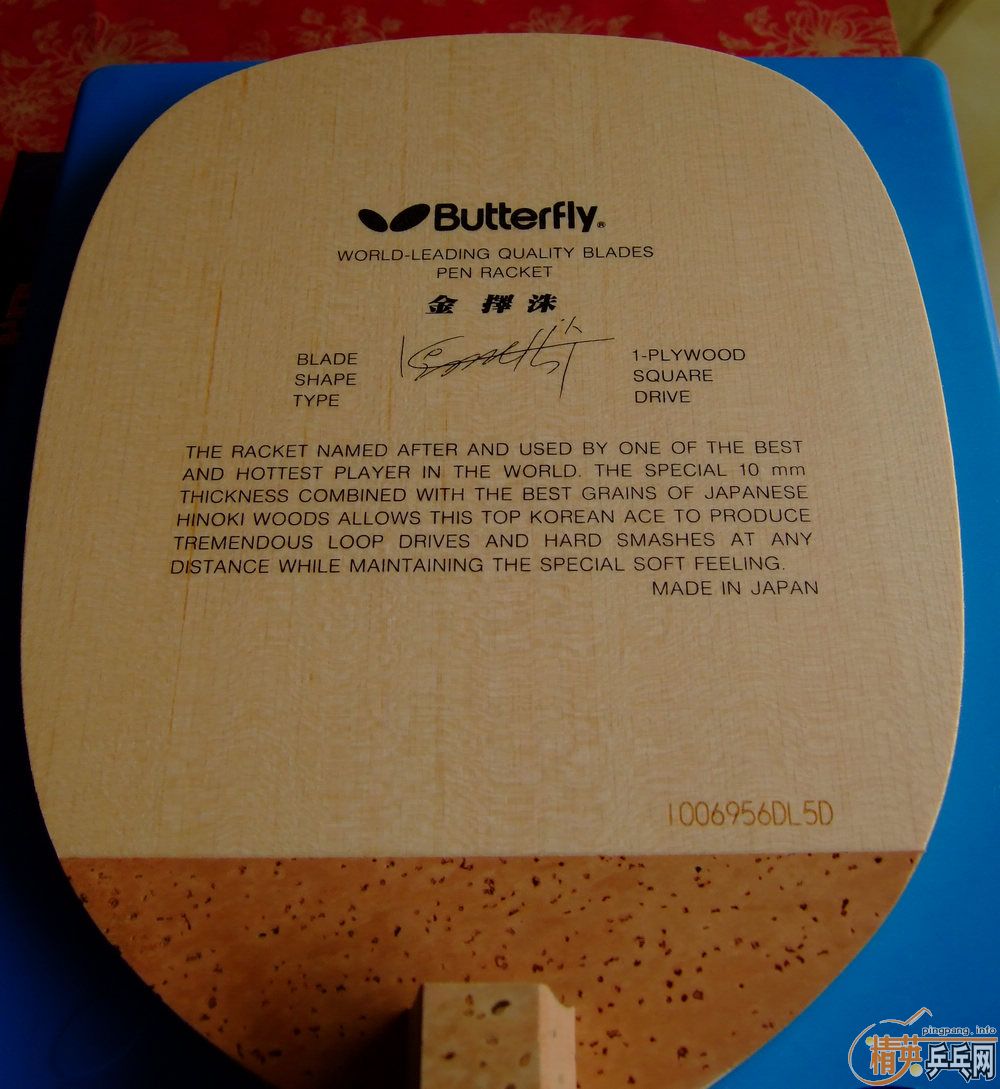 Butterfly®
WORLD-LEADING QUALITY BLADES
PEN RACKET
金擇洙
BLADE 1-PLYWOOD
SHAPE SQUARE
TYPE DRIVE
THE RACKET NAMED AFTER AND USED BY ONE OF THE BEST
AND HOTTEST PLAYER IN THE WORLD. THE SPECIAL 10 mm
THICKNESS COMBINED WITH THE BEST GRAINS OF JAPANESE
HINOKI WOODS ALLOWS THIS TOP KOREAN ACE TO PRODUCE
TREMENDOUS LOOP DRIVES AND HARD SMASHES AT ANY
DISTANCE WHILE MAINTAINING THE SPECIAL SOFT FEELING.
MADE IN JAPAN
1006956DL5D
pingpang.info
精英乒乓网